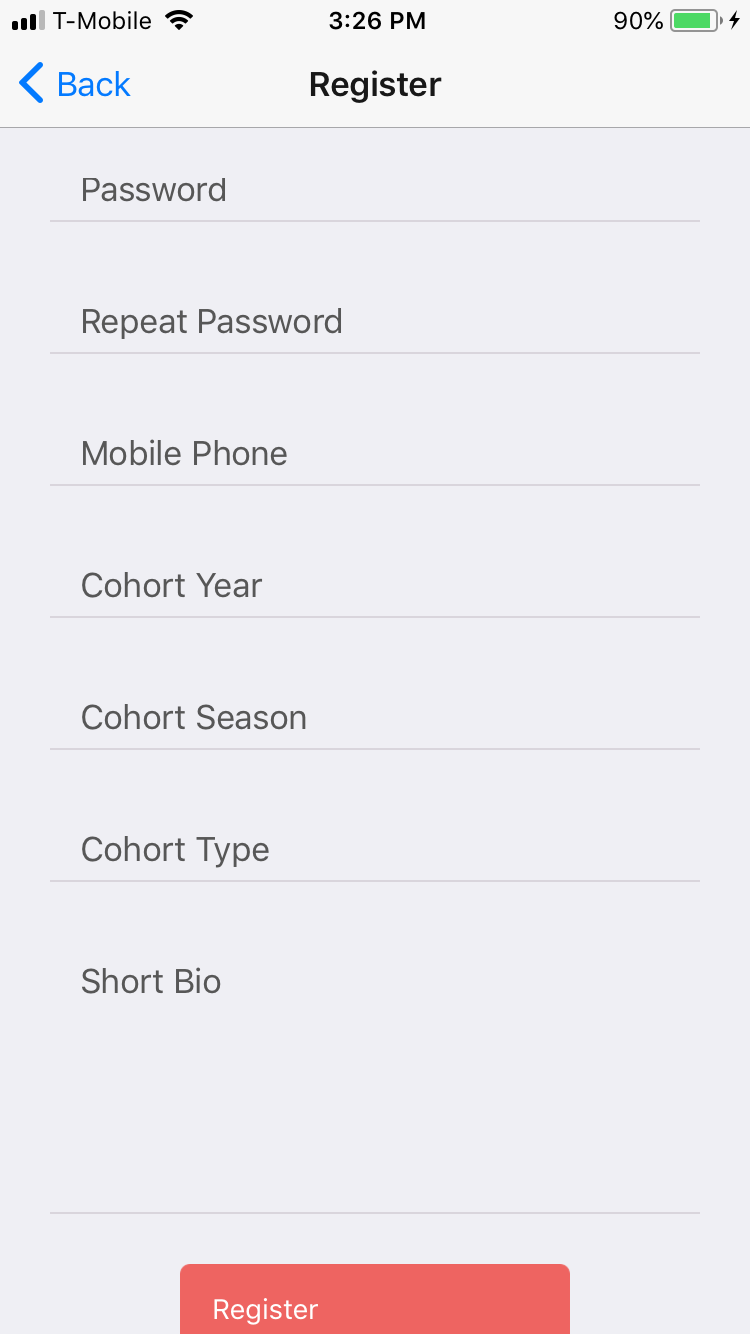 T-Mobile 3:26 PM 90%
Back Register
Password
Repeat Password
Mobile Phone
Cohort Year
Cohort Season
Cohort Type
Short Bio
Register